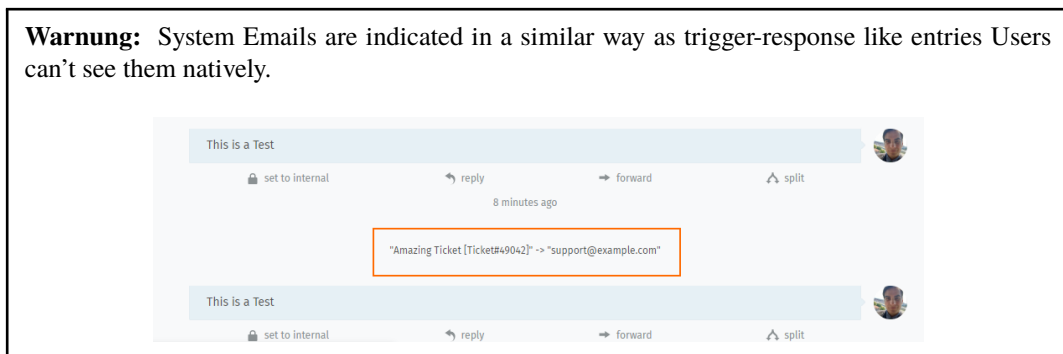 Warnung: System Emails are indicated in a similar way as trigger-response like entries Users
can't see them natively.
This is a Test
set to internal reply forward split
8 minutes ago
"Amazing Ticket [Ticket#49042]" -> "support@example.com"
This is a Test
set to internal reply forward split